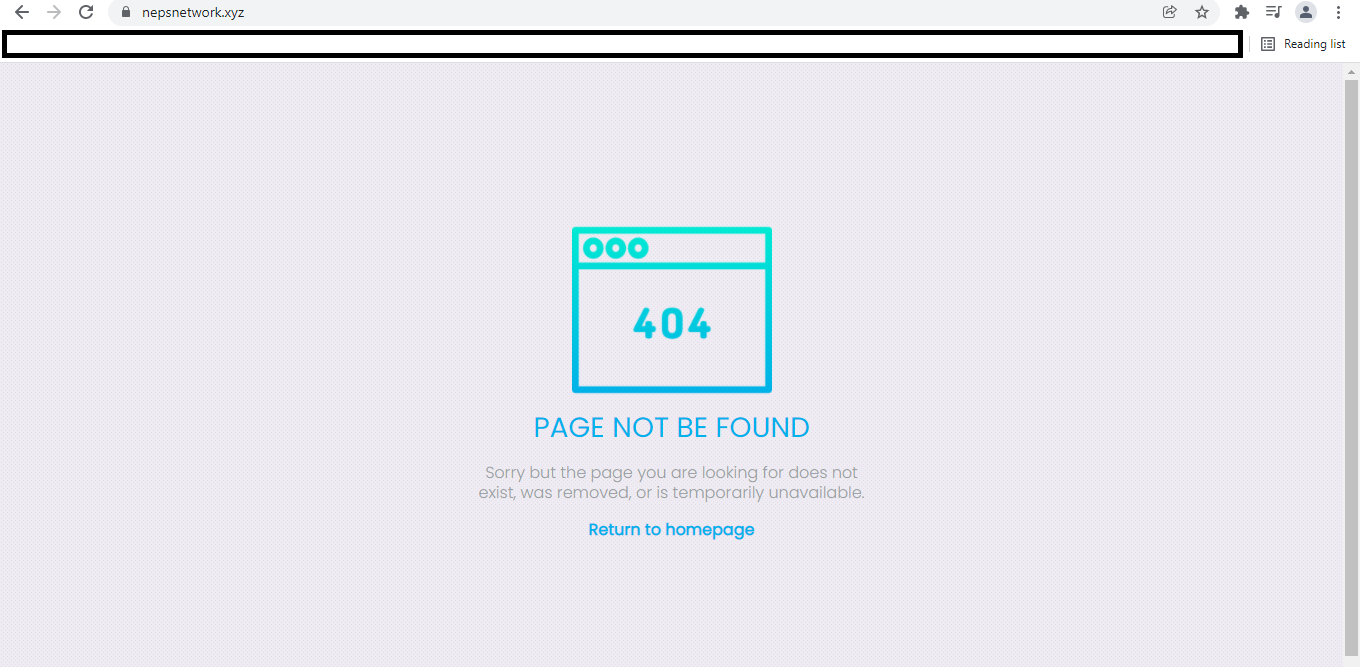 nepsnetwork.xyz
Reading list
404
PAGE NOT BE FOUND
Sorry but the page you are looking for does not
exist, was removed, or is temporarily unavailable.
Return to homepage